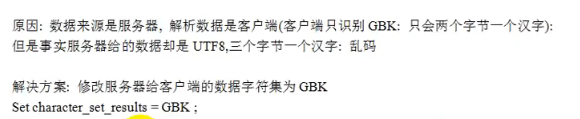 原因: 数据来源是服务器, 解析数据是客户端(客户端只识别 GBK: 只会两个字节一个汉字):
但是事实服务器给的数据却是 UTF8,三个字节一个汉字: 乱码
解决方案: 修改服务器给客户端的数据字符集为 GBK
Set character_set_results = GBK ;